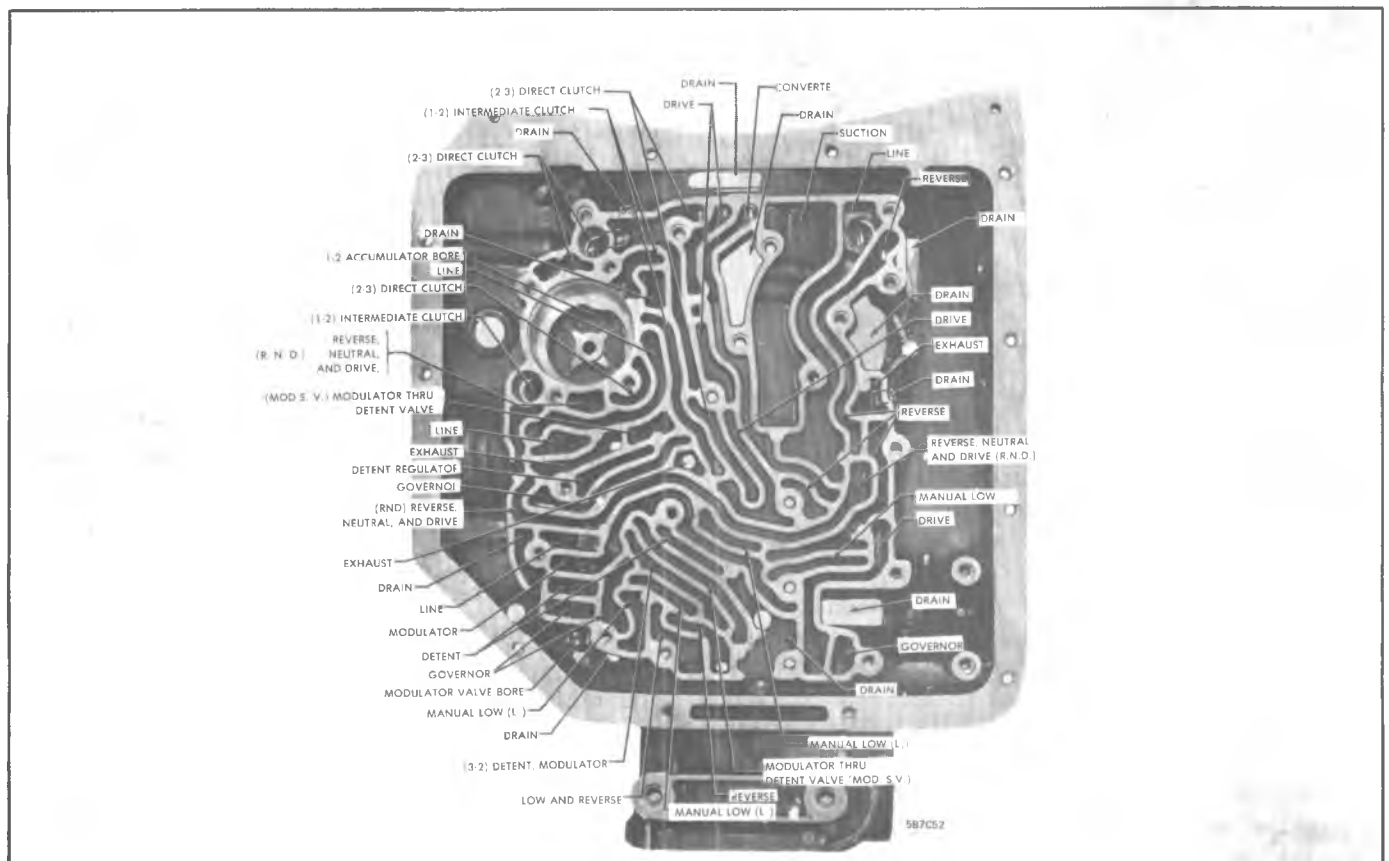 (2-3) DIRECT CLUTCH
(1-2) INTERMEDIATE CLUTCH
DRAIN
(2-3) DIRECT CLUTCH
DRAIN
1-2 ACCUMULATOR BORE
LINE
(2-3) DIRECT CLUTCH
(1-2) INTERMEDIATE CLUTCH
REVERSE,
(R. N. D.) NEUTRAL,
AND DRIVE,
(MOD S. V.) MODULATOR THRU
DETENT VALVE
LINE
EXHAUST
DETENT REGULATOR
GOVERNOI
(RND) REVERSE,
NEUTRAL, AND DRIVE
EXHAUST
DRAIN
LINE
MODULATOR
DETENT
GOVERNOR
MODULATOR VALVE BORE
MANUAL LOW (L )
DRAIN
(3-2) DETENT, MODULATOR
LOW AND REVERSE
DRAIN
DRIVE
CONVERTE
DRAIN
SUCTION
LINE
REVERSE
DRAIN
DRAIN
DRIVE
EXHAUST
DRAIN
REVERSE
REVERSE, NEUTRAL
AND DRIVE (R.N.D.)
MANUAL LOW
DRIVE
DRAIN
GOVERNOR
DRAIN
MANUAL LOW (L.)
MODULATOR THRU
DETENT VALVE (MOD. S.V.)
REVERSE
MANUAL LOW (L )
5B7C52